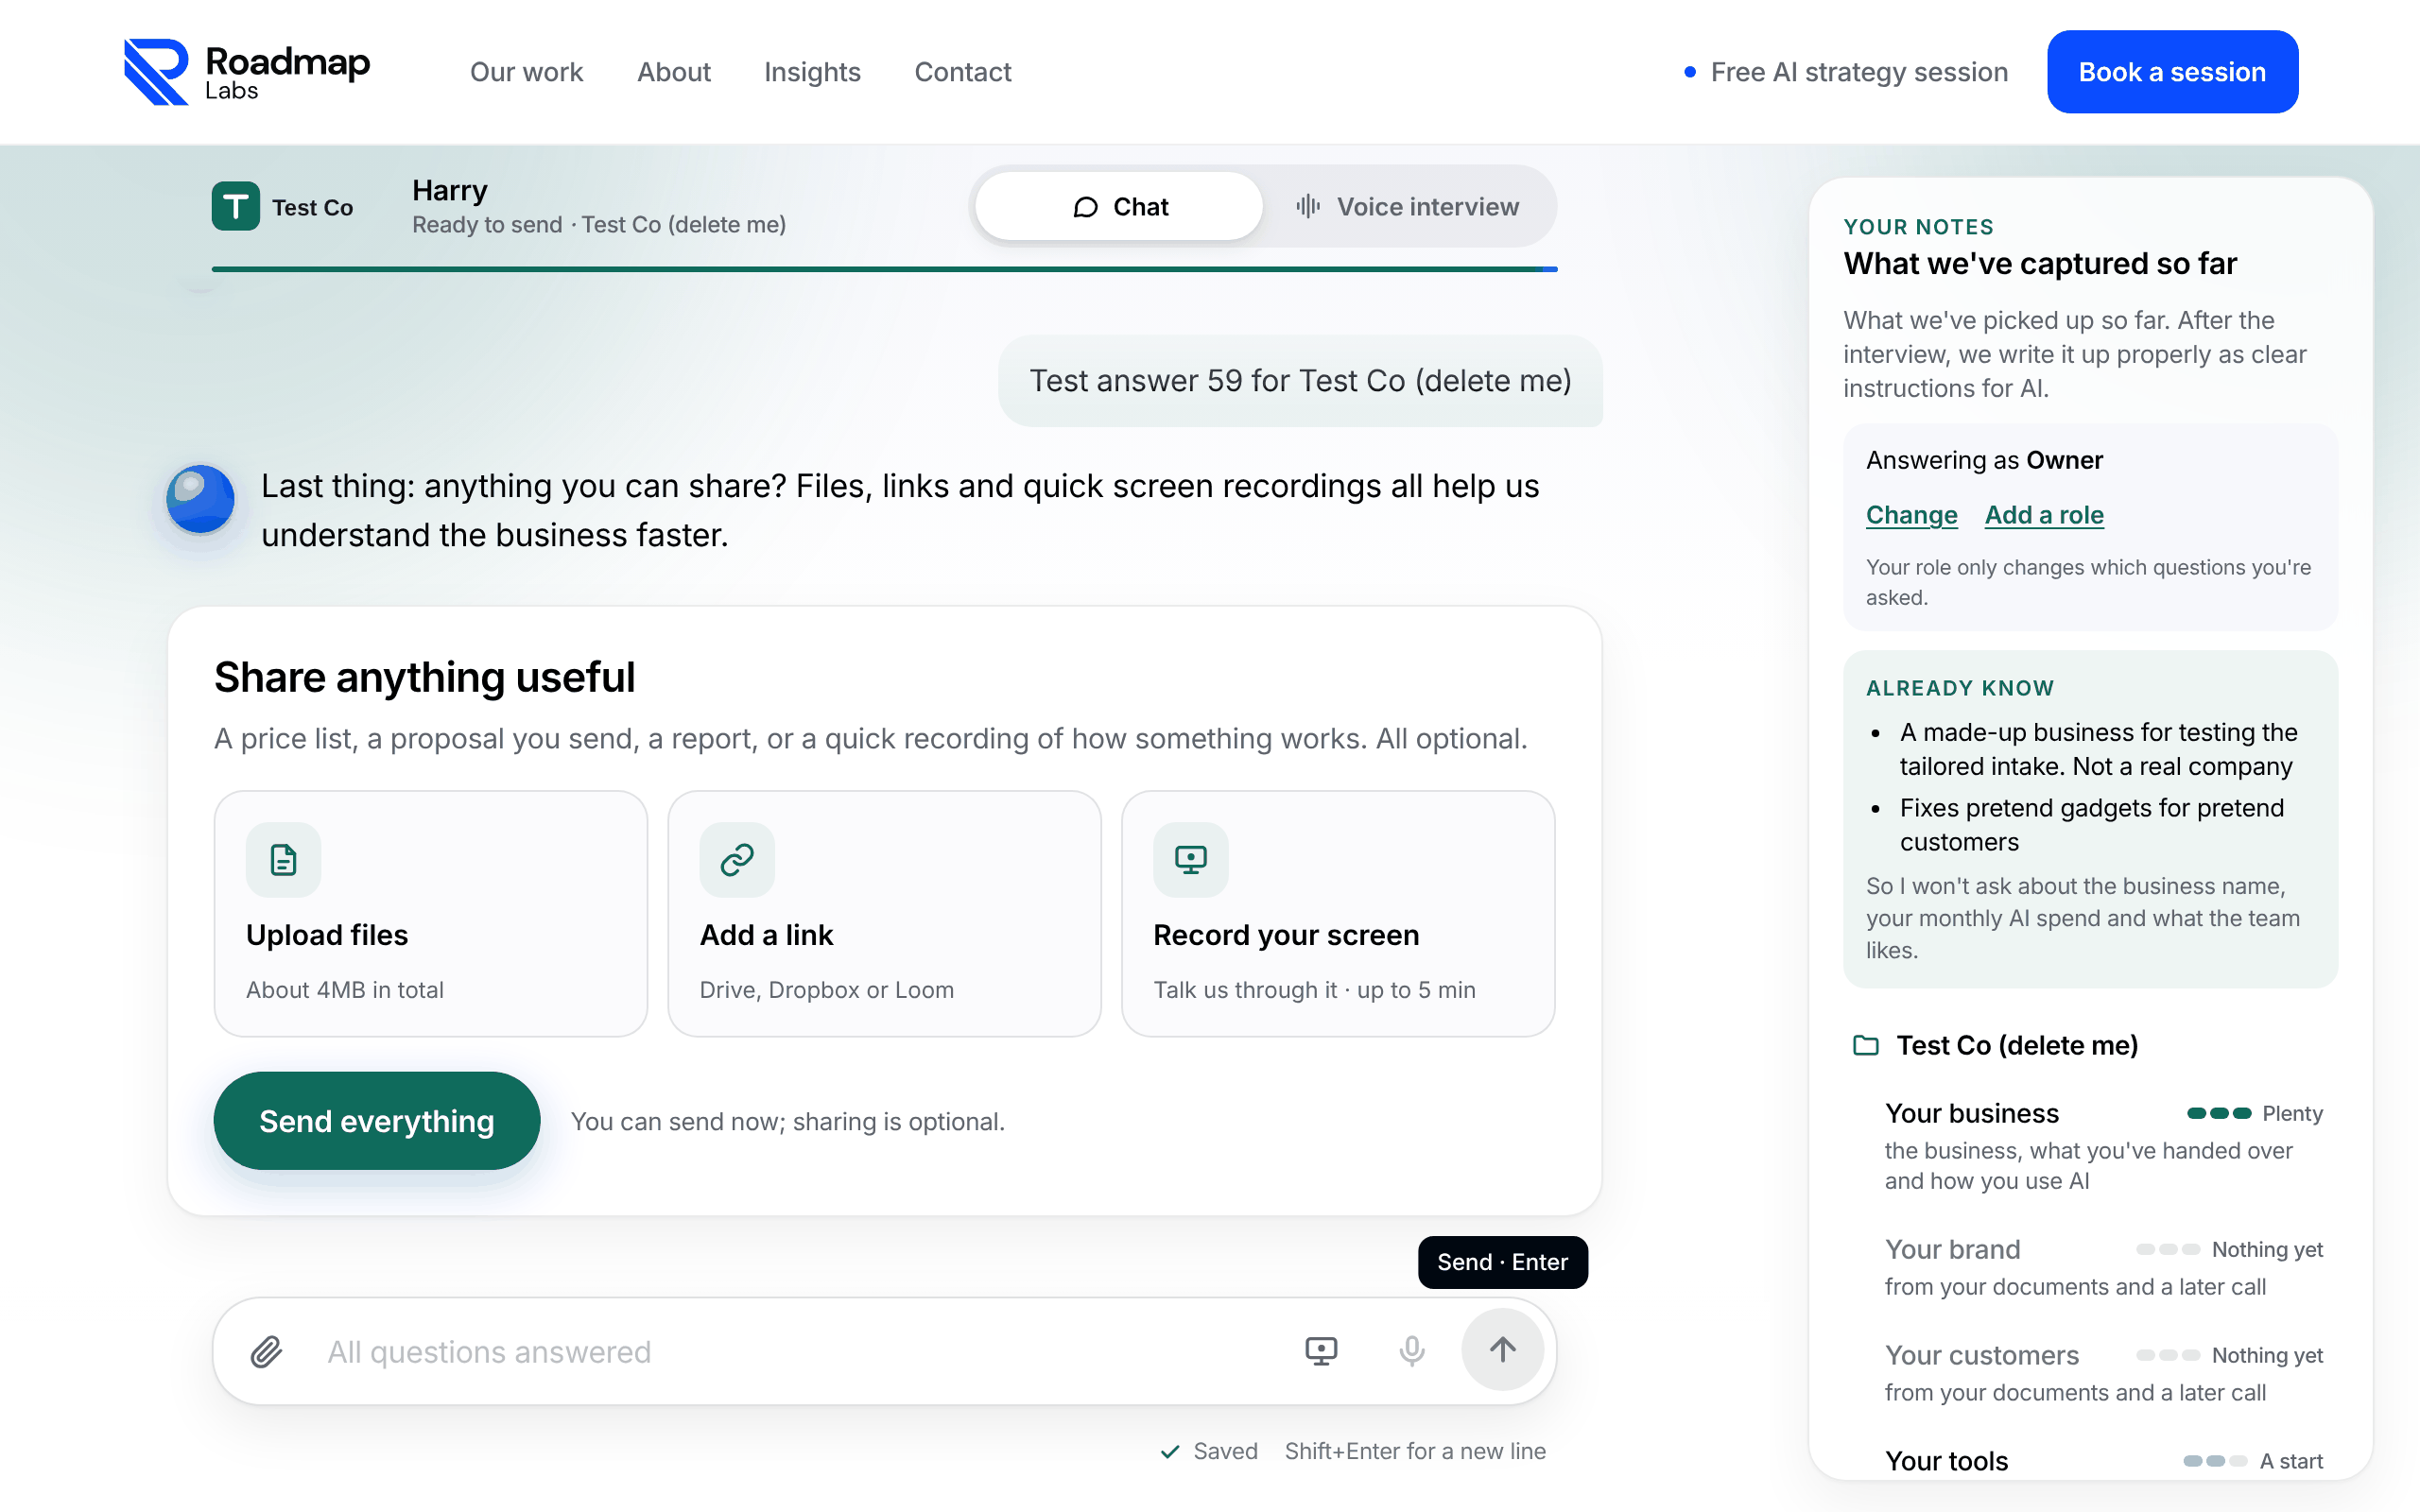 Roadmap
Labs
Our work
About
Insights
Contact
Free AI strategy session
Book a session
T
Test Co
Harry
Ready to send · Test Co (delete me)
Chat
Voice interview
Test answer 59 for Test Co (delete me)
Last thing: anything you can share? Files, links and quick screen recordings all help us
understand the business faster.
Share anything useful
A price list, a proposal you send, a report, or a quick recording of how something works. All optional.
Upload files
About 4MB in total
Add a link
Drive, Dropbox or Loom
Record your screen
Talk us through it · up to 5 min
Send everything
You can send now; sharing is optional.
Send · Enter
All questions answered
Saved
Shift+Enter for a new line
YOUR NOTES
What we've captured so far
What we've picked up so far. After the
interview, we write it up properly as clear
instructions for AI.
Answering as Owner
Change
Add a role
Your role only changes which questions you're
asked.
ALREADY KNOW
• A made-up business for testing the
tailored intake. Not a real company
• Fixes pretend gadgets for pretend
customers
So I won't ask about the business name,
your monthly AI spend and what the team
likes.
Test Co (delete me)
Your business
Plenty
the business, what you've handed over
and how you use AI
Your brand
Nothing yet
from your documents and a later call
Your customers
Nothing yet
from your documents and a later call
Your tools
A start